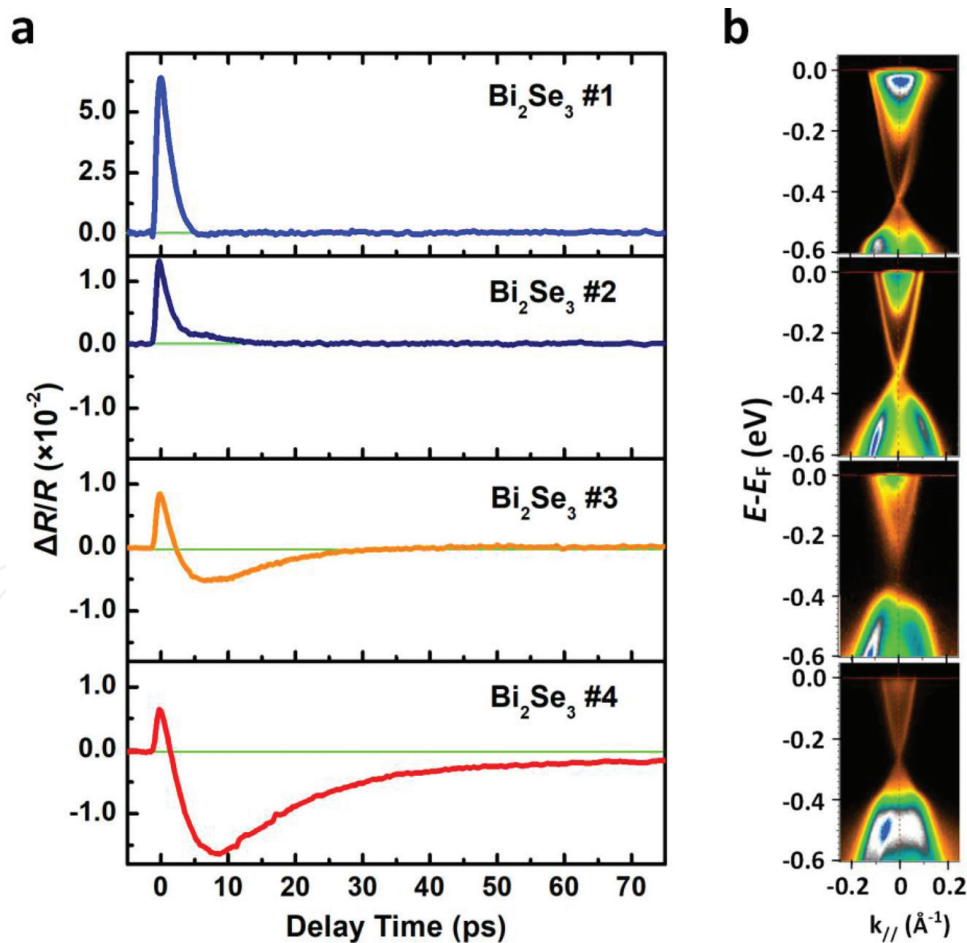 a
b
Bi₂Se₃ #1
5.0
2.5
0.0
Bi₂Se₃ #2
1.0
0.0
-1.0
Bi₂Se₃ #3
1.0
0.0
-1.0
Bi₂Se₃ #4
1.0
0.0
-1.0
ΔR/R (×10⁻²)
0 10 20 30 40 50 60 70
Delay Time (ps)
0.0
-0.2
-0.4
-0.6
0.0
-0.2
-0.4
-0.6
0.0
-0.2
-0.4
-0.6
0.0
-0.2
-0.4
-0.6
E-E_F (eV)
-0.2 0 0.2
k_// (Å⁻¹)